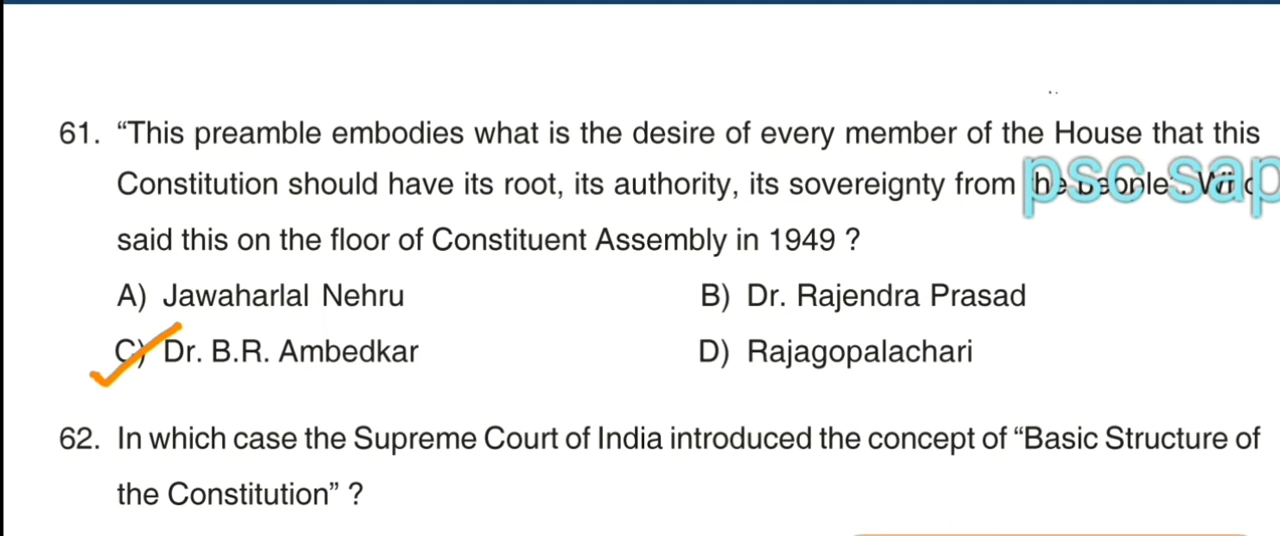 61. “This preamble embodies what is the desire of every member of the House that this
Constitution should have its root, its authority, its sovereignty from the people”. Who
psc sap
said this on the floor of Constituent Assembly in 1949 ?
A) Jawaharlal Nehru B) Dr. Rajendra Prasad
C) Dr. B.R. Ambedkar D) Rajagopalachari
62. In which case the Supreme Court of India introduced the concept of “Basic Structure of
the Constitution” ?